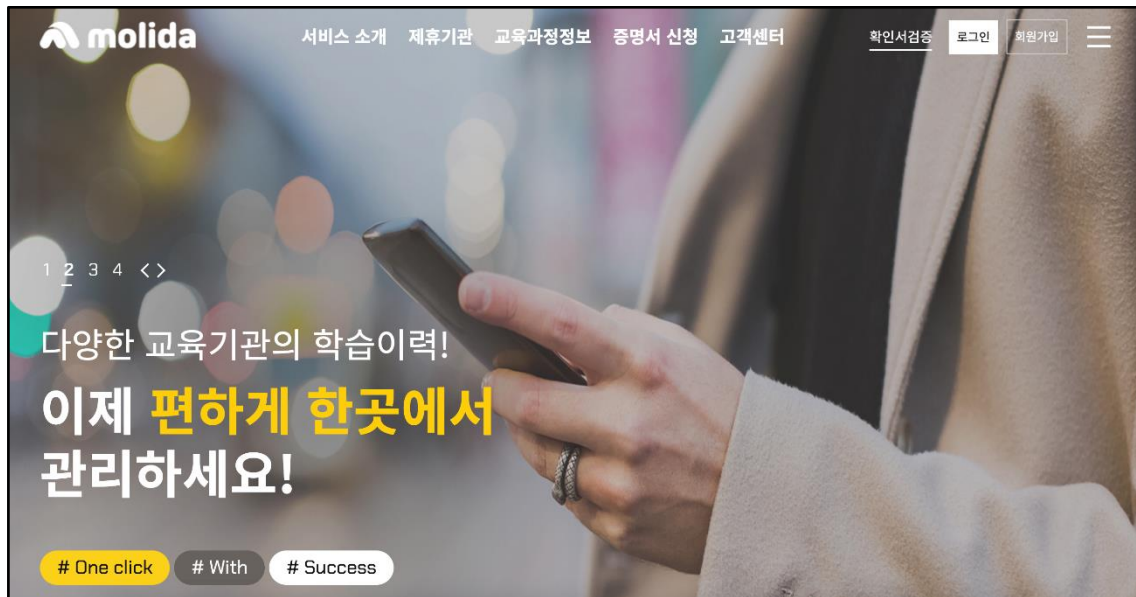 molida
서비스 소개 제휴기관 교육과정정보 증명서 신청 고객센터
확인서검증 로그인 회원가입
1 2 3 4 < >
다양한 교육기관의 학습이력!
이제 편하게 한곳에서
관리하세요!
# One click # With # Success